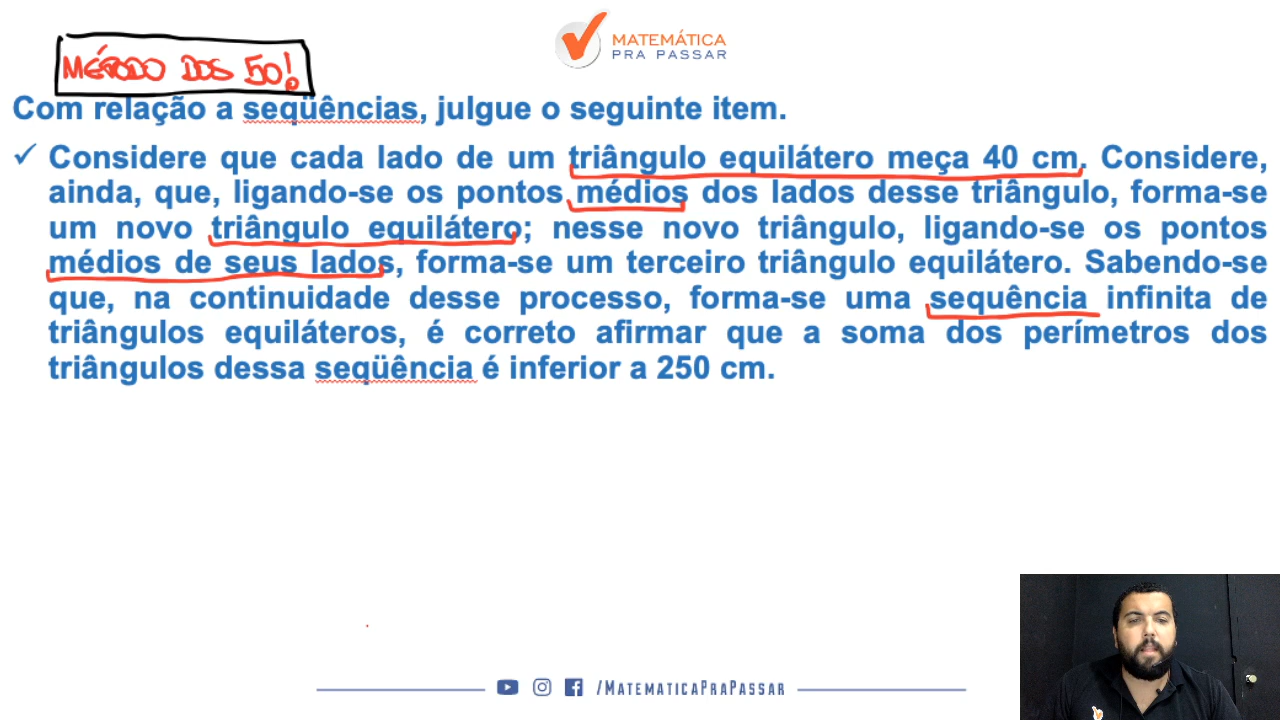 MATEMÁTICA
PRA PASSAR
MÉTODO DOS 50!
Com relação a seqüências, julgue o seguinte item.
✓ Considere que cada lado de um triângulo equilátero meça 40 cm. Considere,
ainda, que, ligando-se os pontos médios dos lados desse triângulo, forma-se
um novo triângulo equilátero; nesse novo triângulo, ligando-se os pontos
médios de seus lados, forma-se um terceiro triângulo equilátero. Sabendo-se
que, na continuidade desse processo, forma-se uma sequência infinita de
triângulos equiláteros, é correto afirmar que a soma dos perímetros dos
triângulos dessa seqüência é inferior a 250 cm.
/MATEMATICAPRAPASSAR